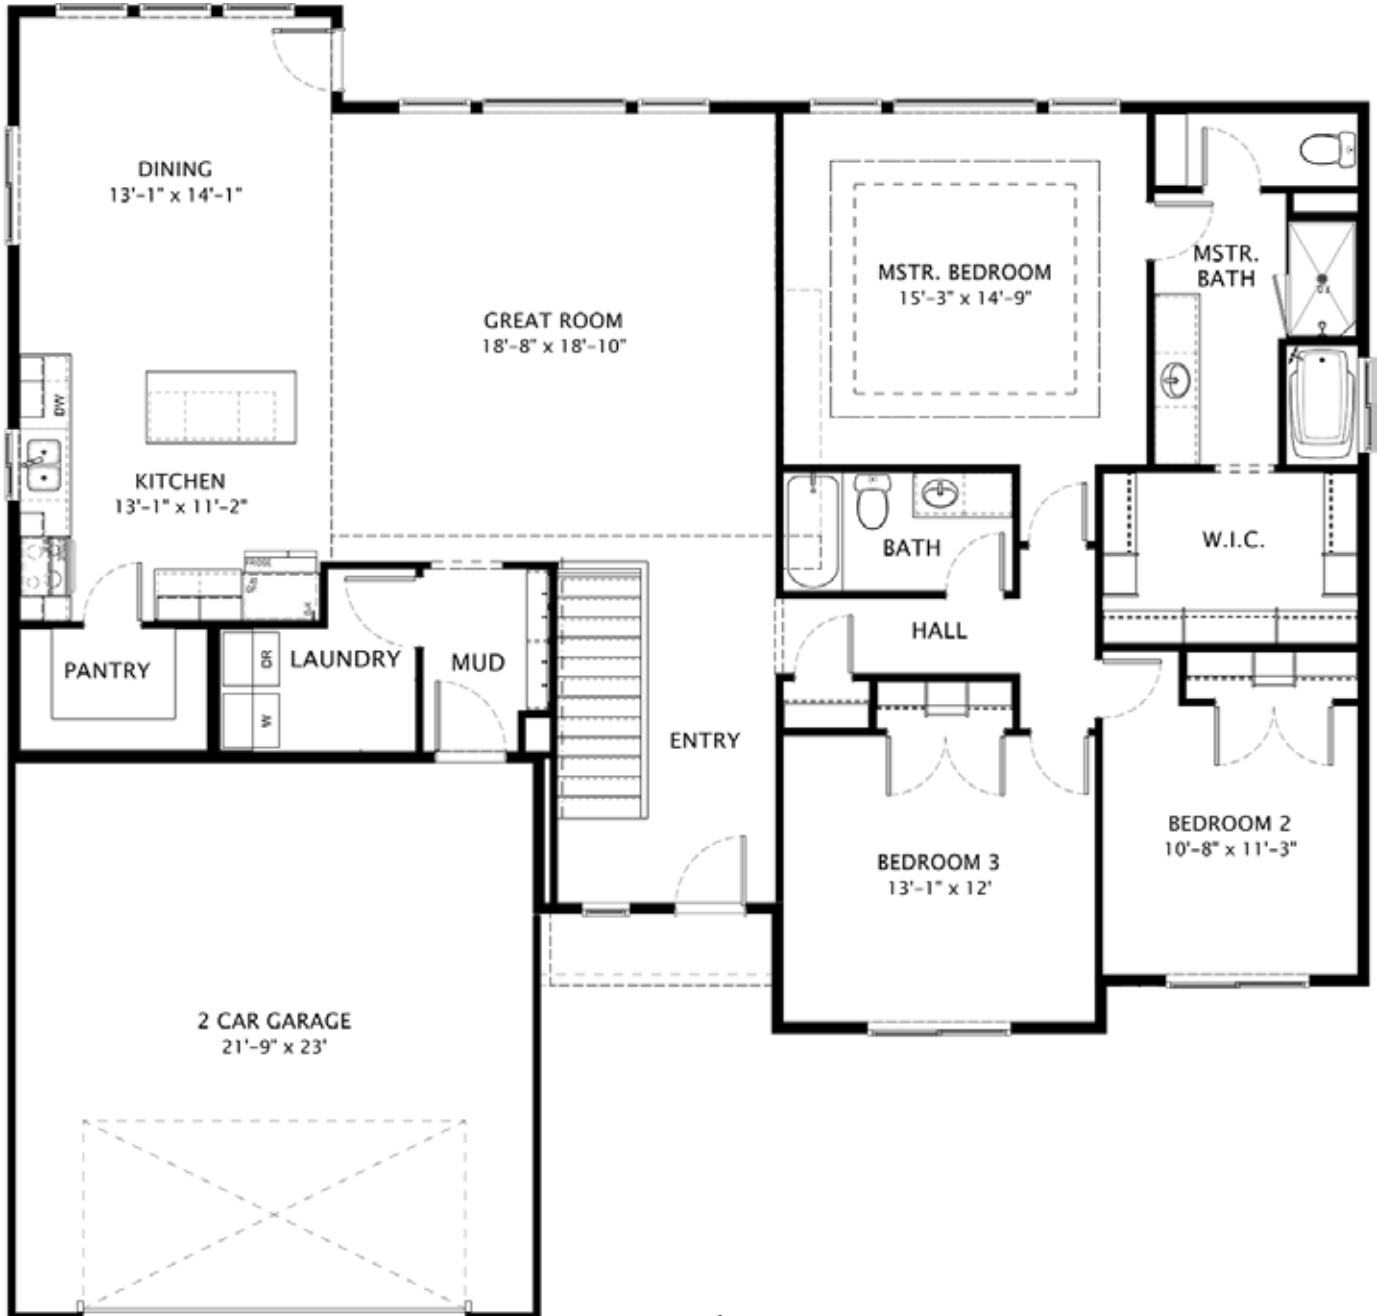 DINING
13'-1" x 14'-1"
GREAT ROOM
18'-8" x 18'-10"
MSTR. BEDROOM
15'-3" x 14'-9"
MSTR.
BATH
DW
KITCHEN
13'-1" x 11'-2"
FRIDGE
BATH
W.I.C.
HALL
PANTRY
DR
W
LAUNDRY
MUD
ENTRY
BEDROOM 3
13'-1" x 12'
BEDROOM 2
10'-8" x 11'-3"
2 CAR GARAGE
21'-9" x 23'